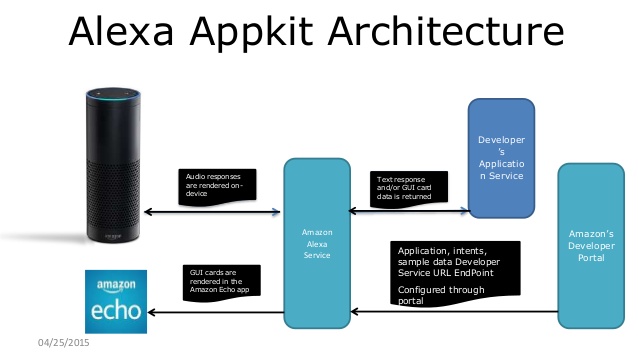 Alexa Appkit Architecture
Developer
's
Applicatio
n Service
Audio responses
are rendered on-
device
Text response
and/or GUI card
data is returned
Amazon
Alexa
Service
Amazon's
Developer
Portal
Application, intents,
sample data Developer
Service URL EndPoint
Configured through
portal
GUI cards are
rendered in the
Amazon Echo app
amazon
echo
04/25/2015